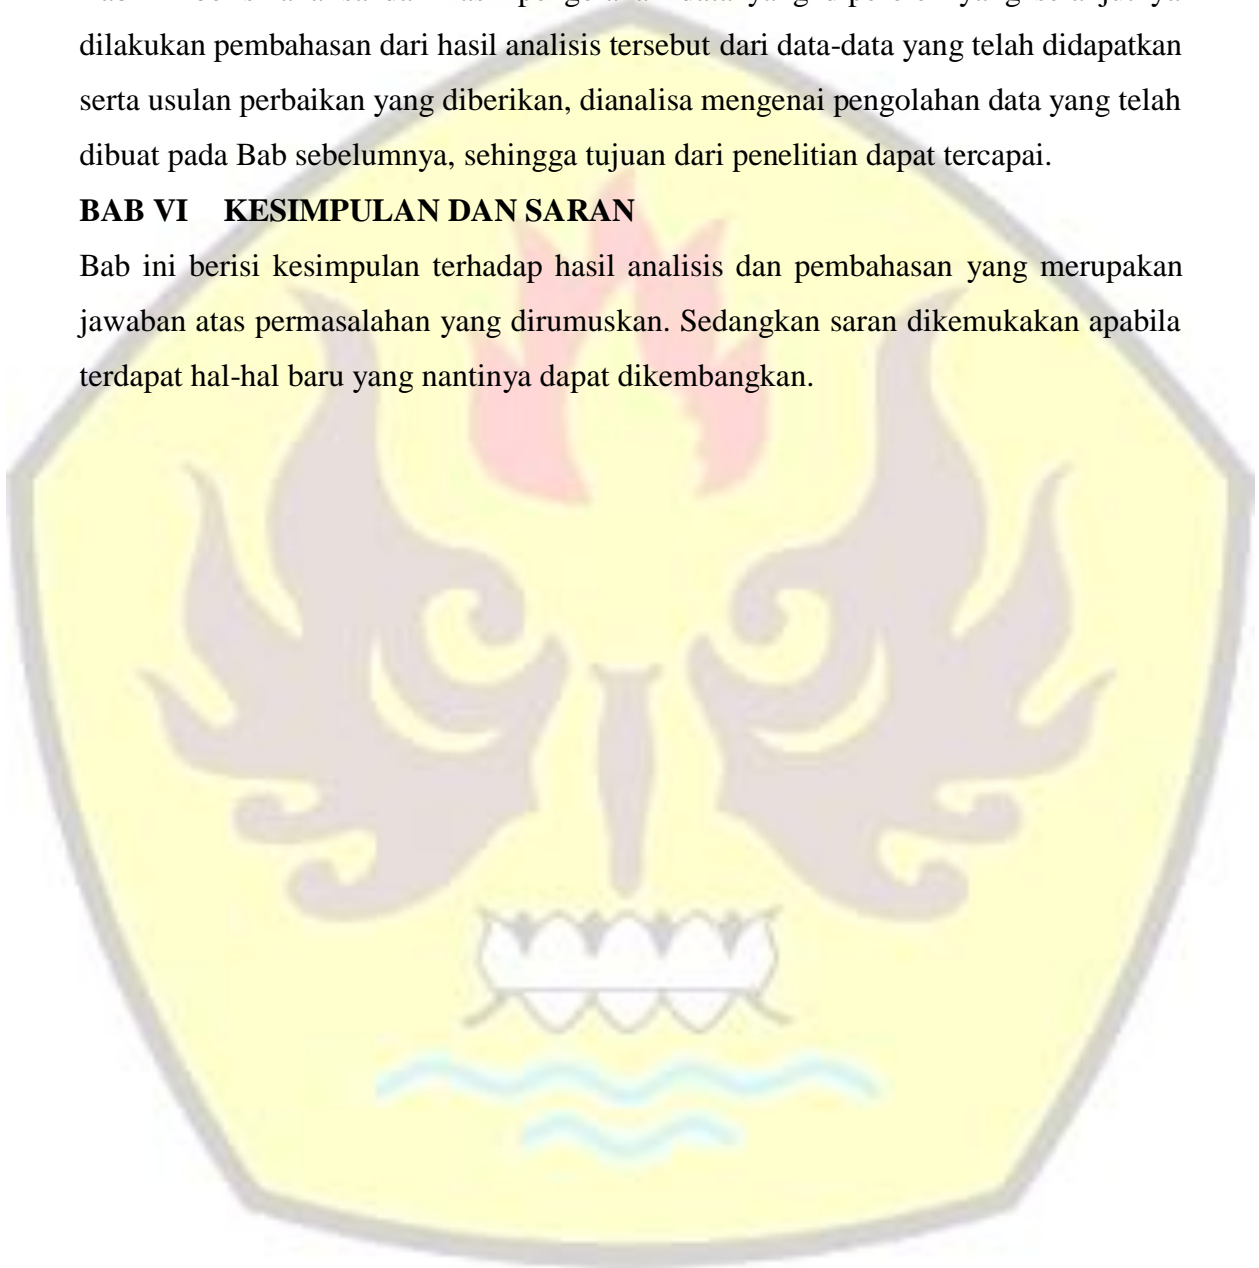 dilakukan pembahasan dari hasil analisis tersebut dari data-data yang telah didapatkan
serta usulan perbaikan yang diberikan, dianalisa mengenai pengolahan data yang telah
dibuat pada Bab sebelumnya, sehingga tujuan dari penelitian dapat tercapai.
BAB VI KESIMPULAN DAN SARAN
Bab ini berisi kesimpulan terhadap hasil analisis dan pembahasan yang merupakan
jawaban atas permasalahan yang dirumuskan. Sedangkan saran dikemukakan apabila
terdapat hal-hal baru yang nantinya dapat dikembangkan.